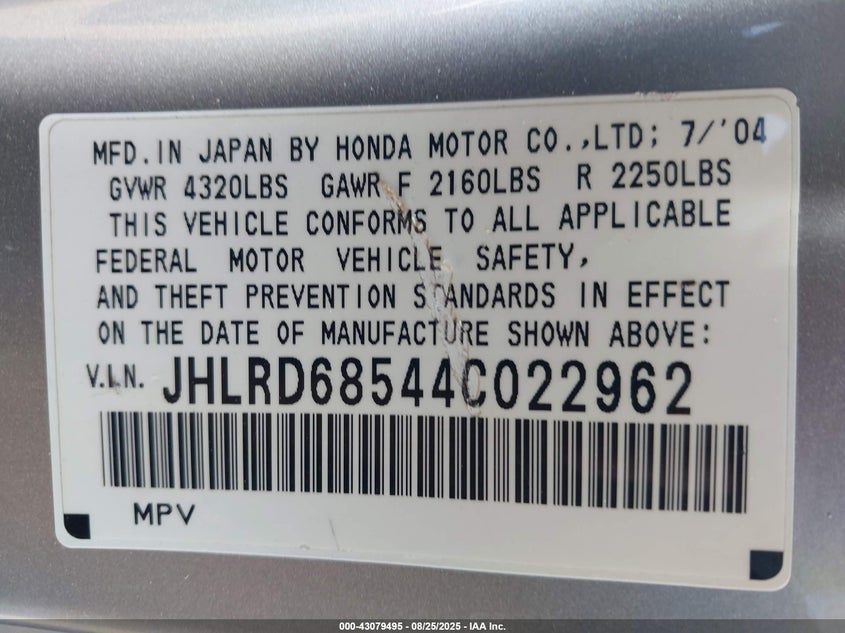 MFD.IN JAPAN BY HONDA MOTOR CO.,LTD; 7/'04
GVWR 4320LBS GAWR F 2160LBS R 2250LBS
THIS VEHICLE CONFORMS TO ALL APPLICABLE
FEDERAL MOTOR VEHICLE SAFETY,
AND THEFT PREVENTION STANDARDS IN EFFECT
ON THE DATE OF MANUFACTURE SHOWN ABOVE:
V.I.N. JHLRD68544C022962
MPV
000-43079495 - 08/25/2025 - IAA Inc.